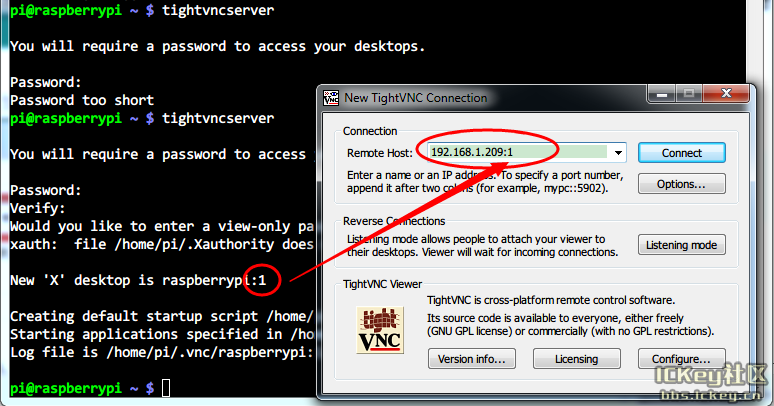 pi@raspberrypi ~ $ tightvncserver
You will require a password to access your desktops.
Password:
Password too short
pi@raspberrypi ~ $ tightvncserver
You will require a password to access
Password:
Verify:
Would you like to enter a view-only pa
xauth: file /home/pi/.Xauthority does
New 'X' desktop is raspberrypi:1
Creating default startup script /home/
Starting applications specified in /ho
Log file is /home/pi/.vnc/raspberrypi:
pi@raspberrypi ~ $
New TightVNC Connection
Connection
Remote Host: 192.168.1.209:1
Connect
Enter a name or an IP address. To specify a port number,
append it after two colons (for example, mypc::5902).
Options...
Reverse Connections
Listening mode allows people to attach your viewer to
their desktops. Viewer will wait for incoming connections.
Listening mode
TightVNC Viewer
VNC
TightVNC is cross-platform remote control software.
Its source code is available to everyone, either freely
(GNU GPL license) or commercially (with no GPL restrictions).
Version info...
Licensing
Configure...
ICKey社区
bbs.ickey.cn